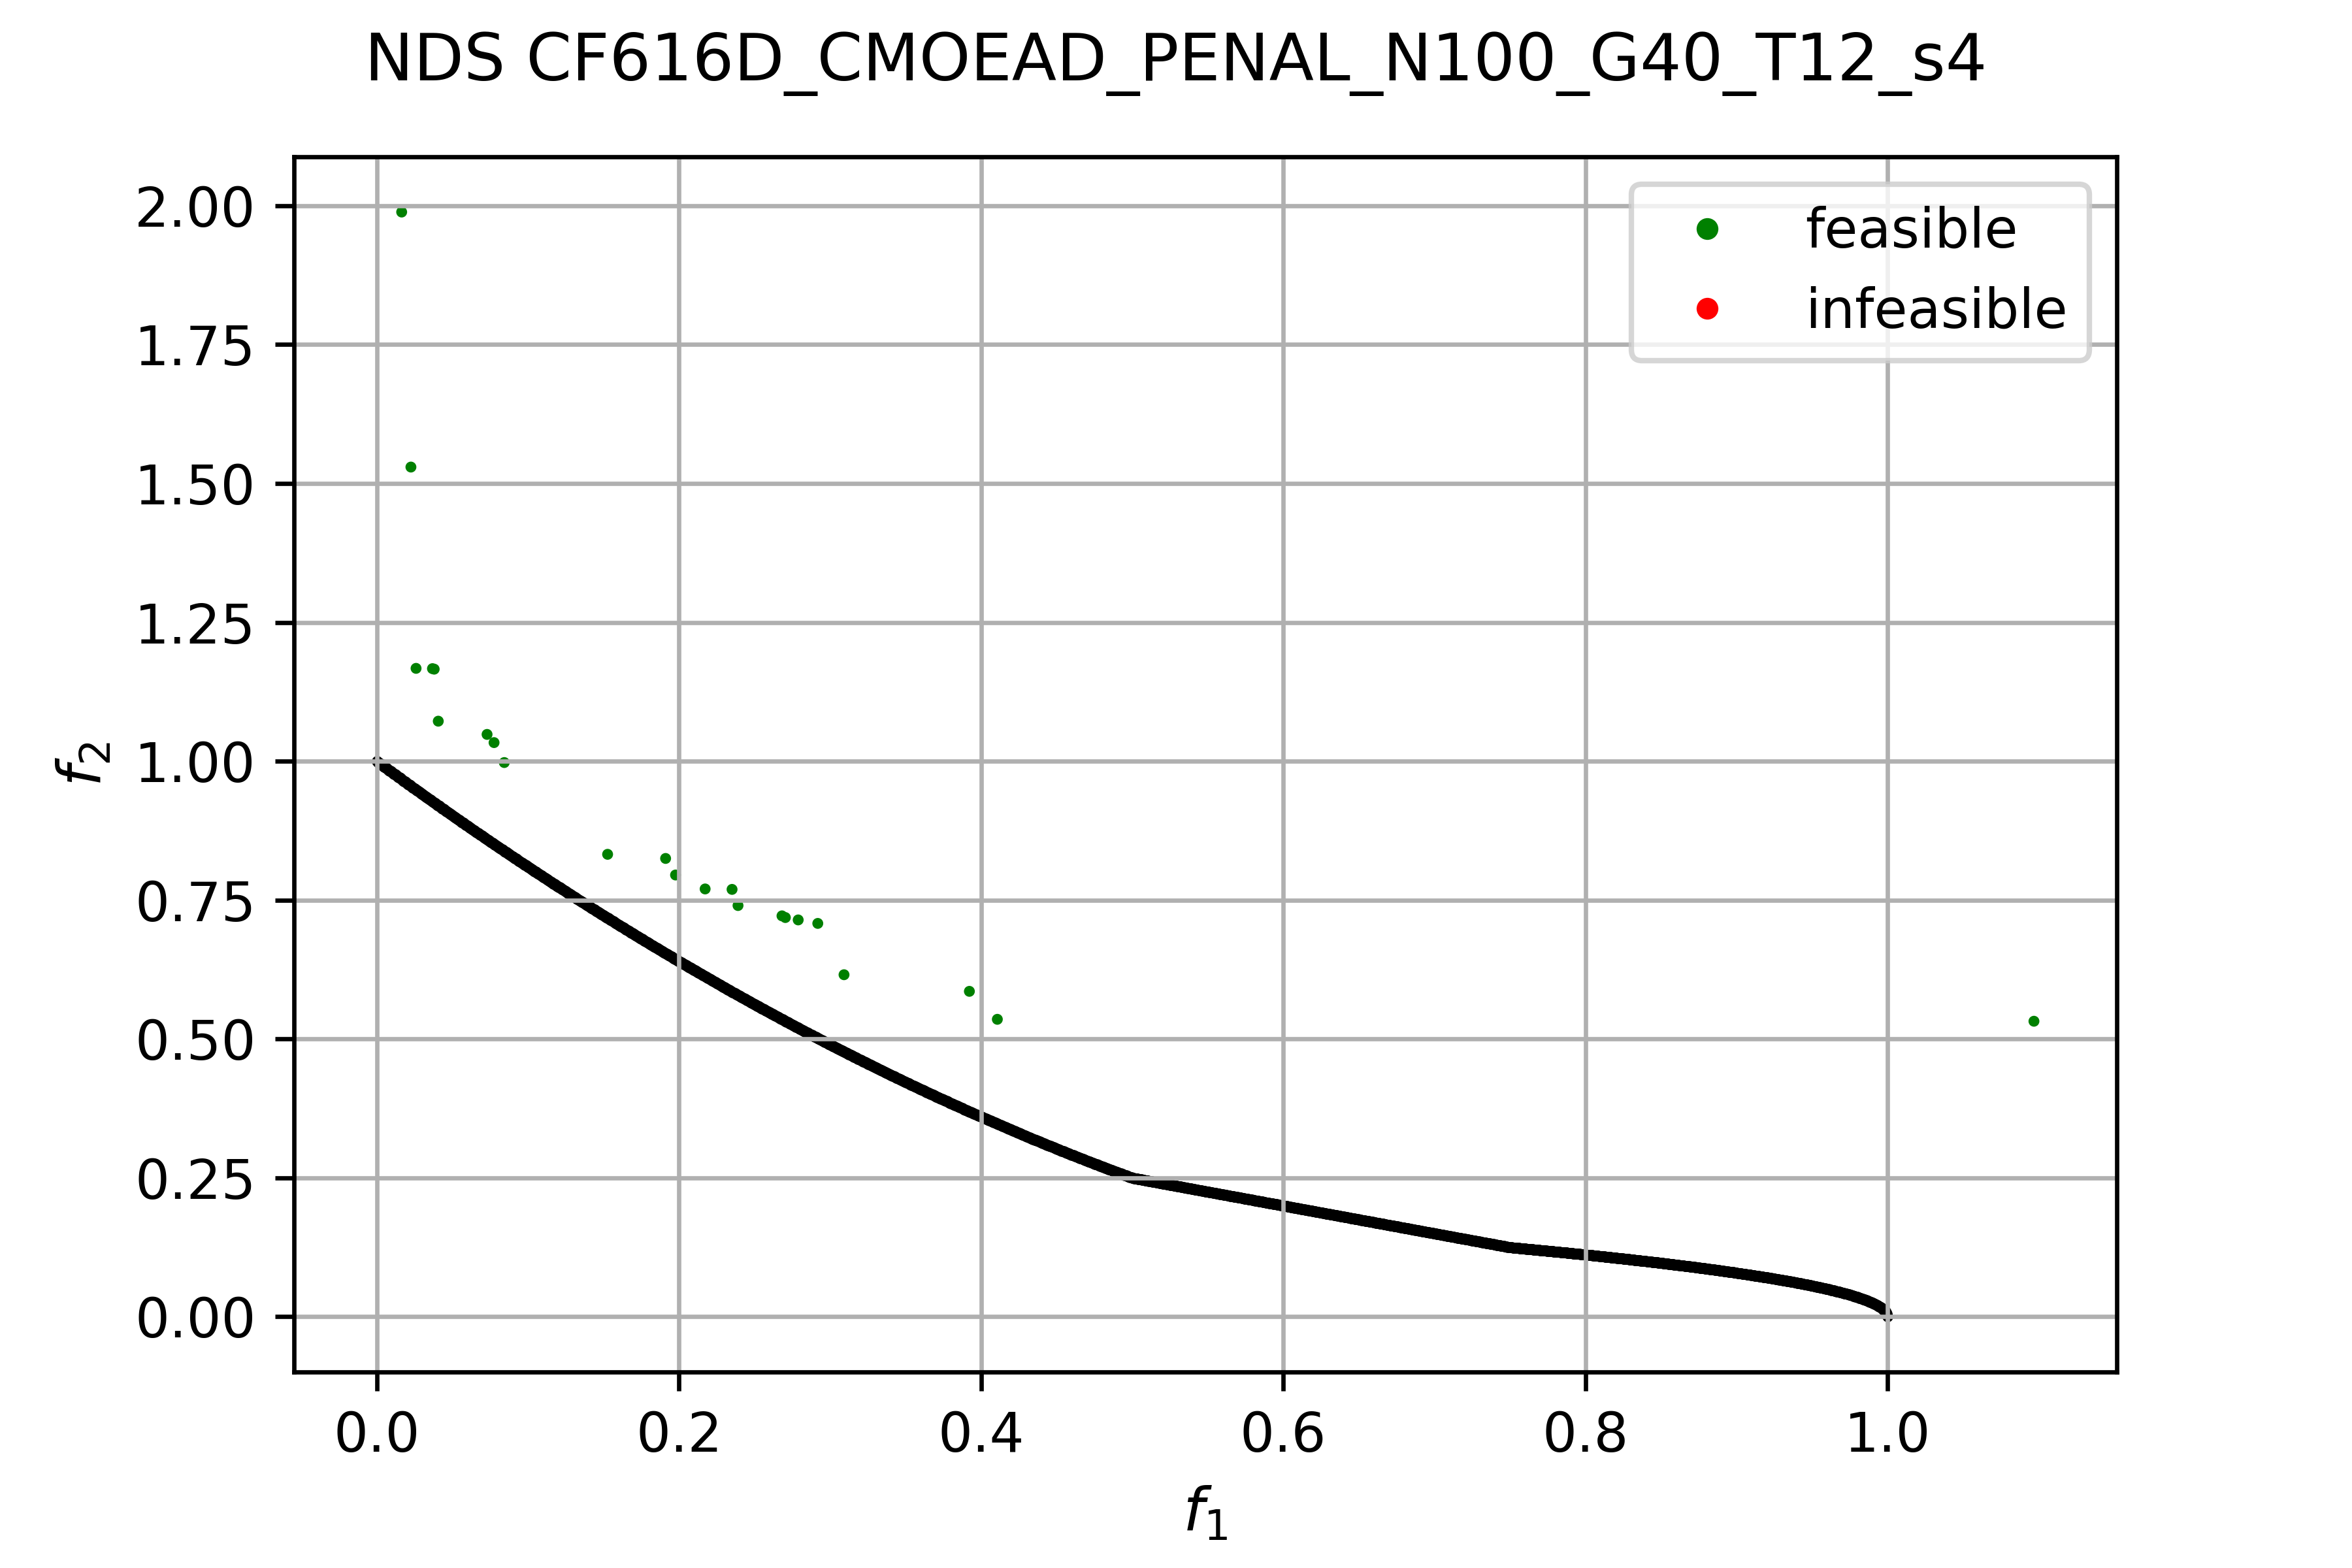 NDS CF616D_CMOEAD_PENAL_N100_G40_T12_s4
feasible
infeasible
2.00
1.75
1.50
1.25
1.00
0.75
0.50
0.25
0.00
f2
0.0 0.2 0.4 0.6 0.8 1.0
f1